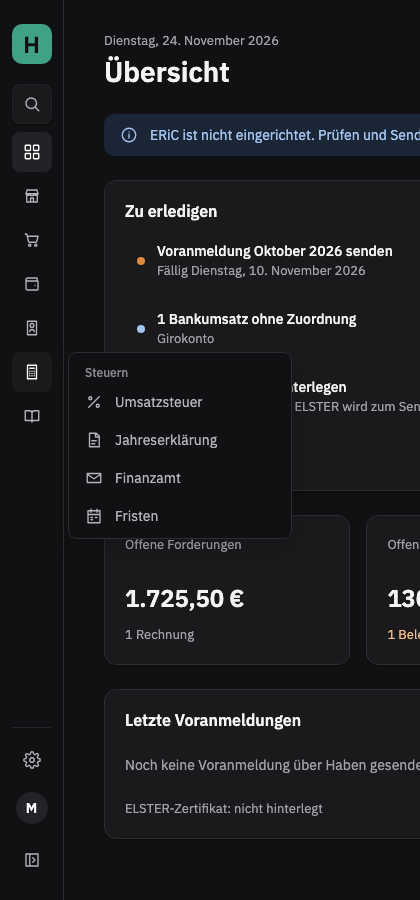 H
Dienstag, 24. November 2026
Übersicht
ERiC ist nicht eingerichtet. Prüfen und Send
Zu erledigen
Voranmeldung Oktober 2026 senden
Fällig Dienstag, 10. November 2026
1 Bankumsatz ohne Zuordnung
Girokonto
Steuern
Umsatzsteuer
Jahreserklärung
Finanzamt
Fristen
nterlegen
ELSTER wird zum Sen
Offene Forderungen
1.725,50 €
1 Rechnung
Offen
130
1 Bele
Letzte Voranmeldungen
Noch keine Voranmeldung über Haben gesende
ELSTER-Zertifikat: nicht hinterlegt
M